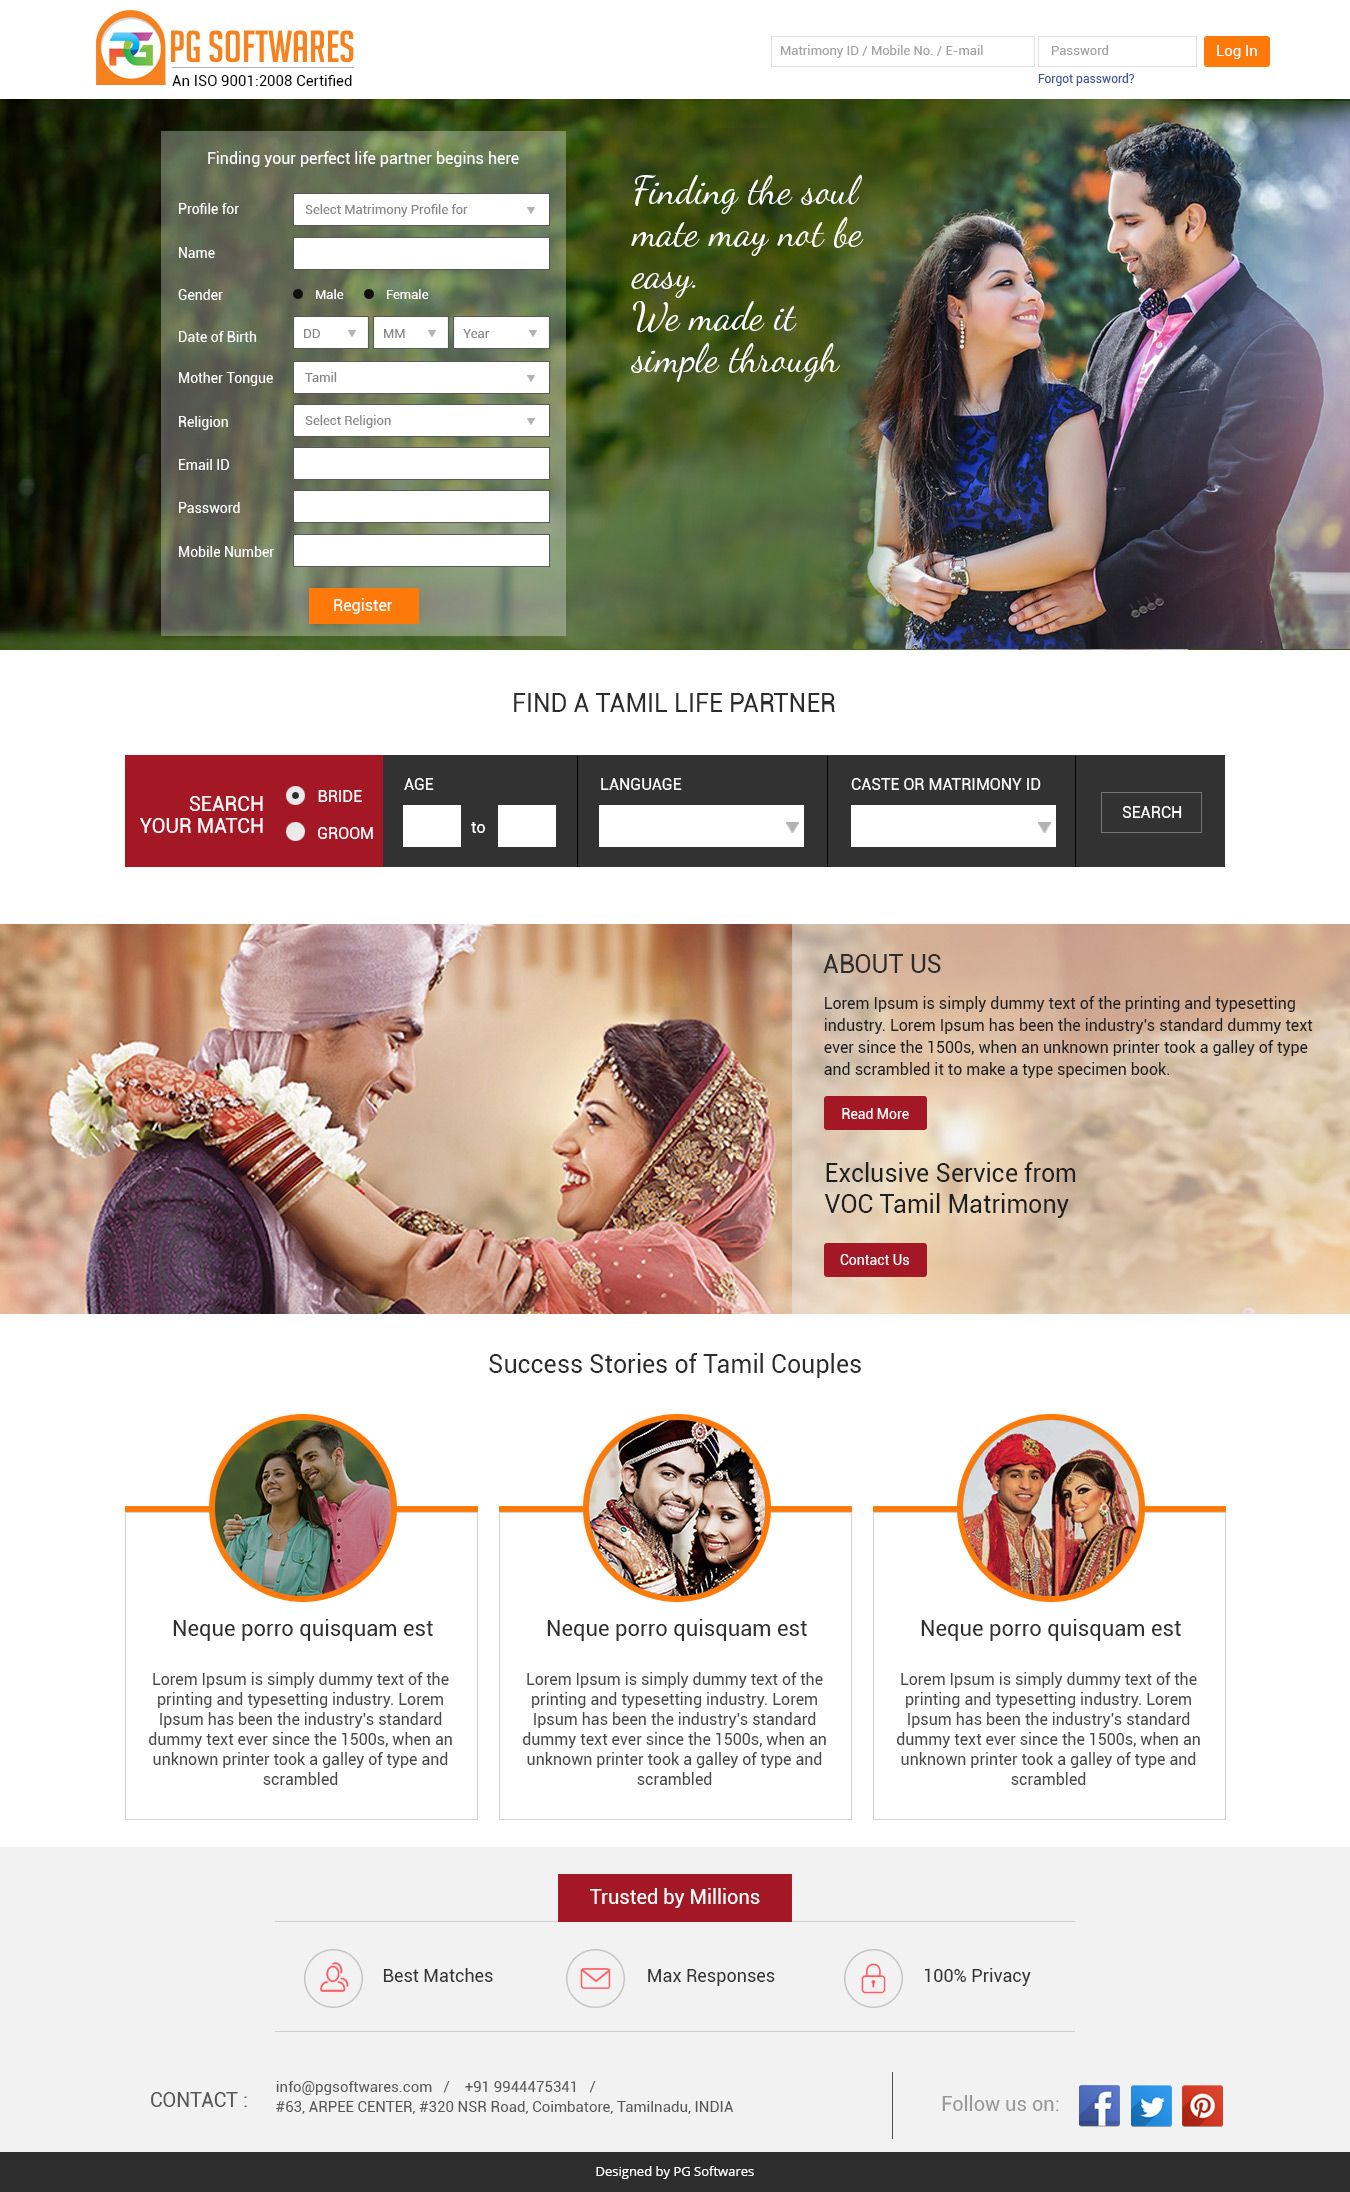 PG SOFTWARES
An ISO 9001:2008 Certified
Matrimony ID / Mobile No. / E-mail
Password
Log In
Forgot password?
Finding your perfect life partner begins here
Profile for
Select Matrimony Profile for
Name
Gender
Male
Female
Date of Birth
DD
MM
Year
Mother Tongue
Tamil
Religion
Select Religion
Email ID
Password
Mobile Number
Register
Finding the soul
mate may not be
easy.
We made it
simple through
FIND A TAMIL LIFE PARTNER
SEARCH
YOUR MATCH
BRIDE
GROOM
AGE
to
LANGUAGE
CASTE OR MATRIMONY ID
SEARCH
ABOUT US
Lorem Ipsum is simply dummy text of the printing and typesetting
industry. Lorem Ipsum has been the industry's standard dummy text
ever since the 1500s, when an unknown printer took a galley of type
and scrambled it to make a type specimen book.
Read More
Exclusive Service from
VOC Tamil Matrimony
Contact Us
Success Stories of Tamil Couples
Neque porro quisquam est
Lorem Ipsum is simply dummy text of the
printing and typesetting industry. Lorem
Ipsum has been the industry's standard
dummy text ever since the 1500s, when an
unknown printer took a galley of type and
scrambled
Neque porro quisquam est
Lorem Ipsum is simply dummy text of the
printing and typesetting industry. Lorem
Ipsum has been the industry's standard
dummy text ever since the 1500s, when an
unknown printer took a galley of type and
scrambled
Neque porro quisquam est
Lorem Ipsum is simply dummy text of the
printing and typesetting industry. Lorem
Ipsum has been the industry's standard
dummy text ever since the 1500s, when an
unknown printer took a galley of type and
scrambled
Trusted by Millions
Best Matches
Max Responses
100% Privacy
CONTACT :
info@pgsoftwares.com / +91 9944475341 /
#63, ARPEE CENTER, #320 NSR Road, Coimbatore, Tamilnadu, INDIA
Follow us on:
Designed by PG Softwares